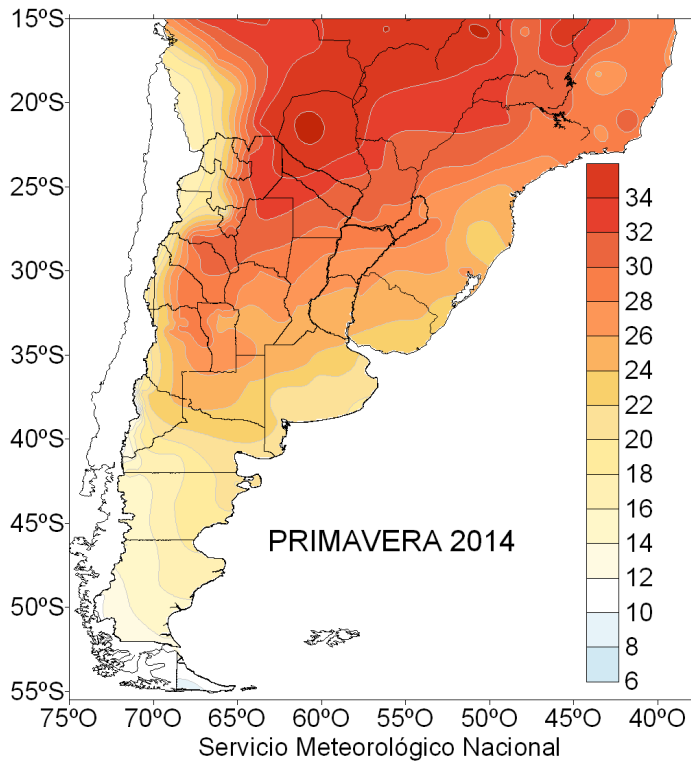 15ºS
20ºS
25ºS
30ºS
35ºS
40ºS
45ºS
50ºS
55ºS
34
32
30
28
26
24
22
20
18
16
14
12
10
8
6
PRIMAVERA 2014
75ºO 70ºO 65ºO 60ºO 55ºO 50ºO 45ºO 40ºO
Servicio Meteorológico Nacional